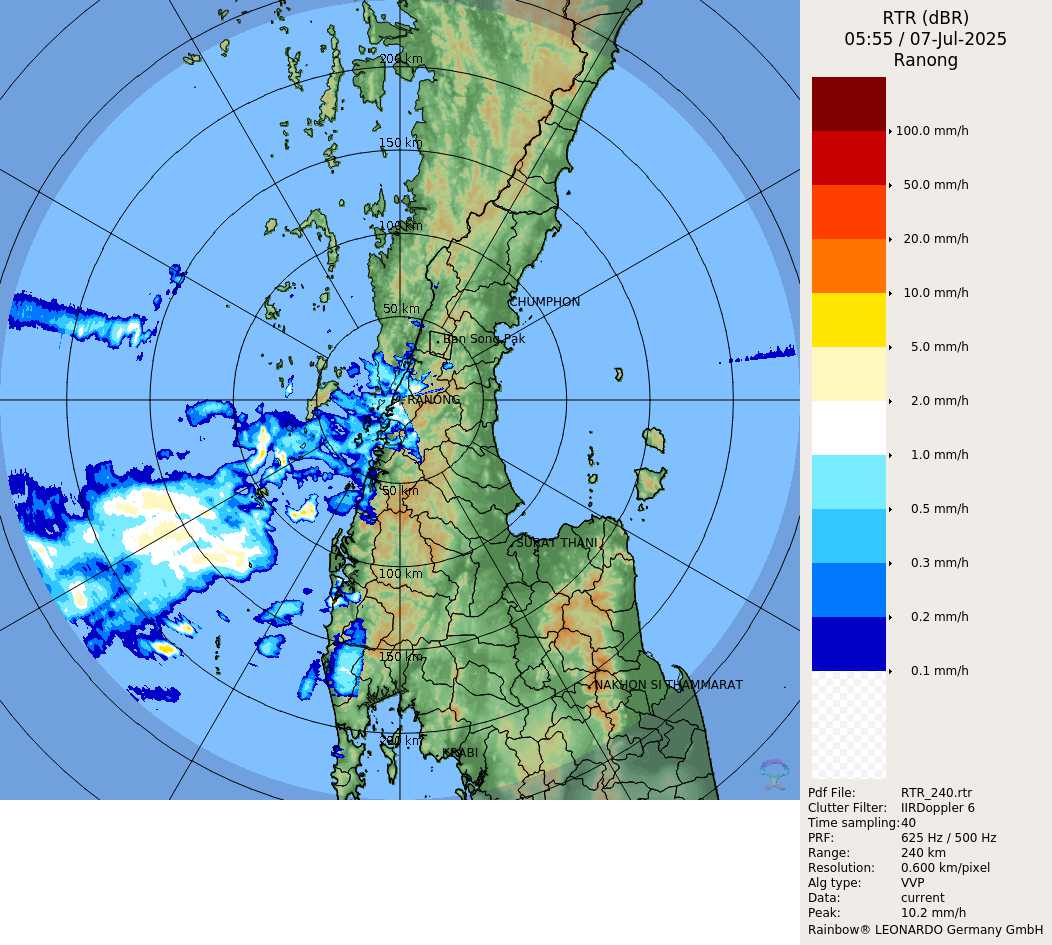 RTR (dBR)
05:55 / 07-Jul-2025
Ranong
200 km
150 km
100 km
50 km
CHUMPHON
Ban Song Pak
RANONG
50 km
SURAT THANI
100 km
150 km
NAKHON SI THAMMARAT
200 km
KRABI
100.0 mm/h
50.0 mm/h
20.0 mm/h
10.0 mm/h
5.0 mm/h
2.0 mm/h
1.0 mm/h
0.5 mm/h
0.3 mm/h
0.2 mm/h
0.1 mm/h
Pdf File: RTR_240.rtr
Clutter Filter: IIRDoppler 6
Time sampling:40
PRF: 625 Hz / 500 Hz
Range: 240 km
Resolution: 0.600 km/pixel
Alg type: VVP
Data: current
Peak: 10.2 mm/h
Rainbow® LEONARDO Germany GmbH